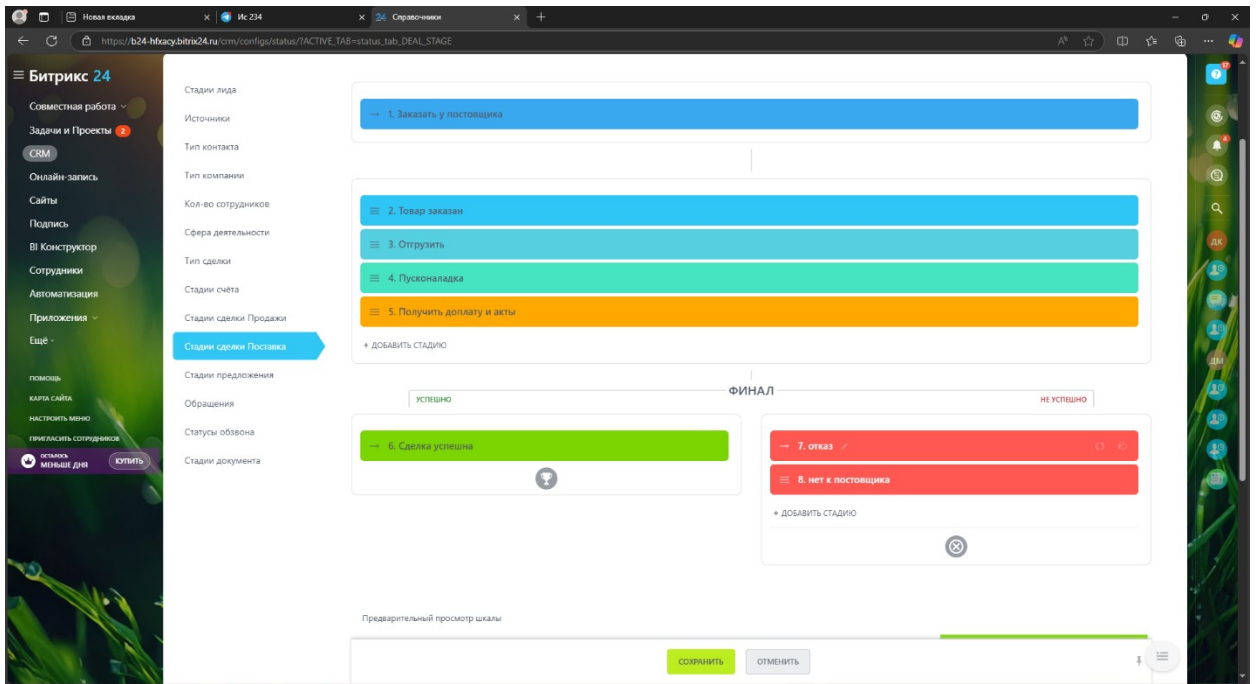 Новая вкладка
Ис 234
24 Справочники
https://b24-hfxacy.bitrix24.ru/crm/configs/status/?ACTIVE_TAB=status_tab_DEAL_STAGE
Битрикс 24
Совместная работа
Задачи и Проекты 2
CRM
Онлайн-запись
Сайты
Подпись
BI Конструктор
Сотрудники
Автоматизация
Приложения
Ещё
ПОМОЩЬ
КАРТА САЙТА
НАСТРОИТЬ МЕНЮ
ПРИГЛАСИТЬ СОТРУДНИКОВ
ОСТАЛОСЬ
МЕНЬШЕ ДНЯ
КУПИТЬ
Стадии лида
Источники
Тип контакта
Тип компании
Кол-во сотрудников
Сфера деятельности
Тип сделки
Стадии счёта
Стадии сделки Продажи
Стадии сделки Поставка
Стадии предложения
Обращения
Статусы обзвона
Стадии документа
1. Заказать у постовщика
2. Товар заказан
3. Отгрузить
4. Пусконаладка
5. Получить доплату и акты
+ ДОБАВИТЬ СТАДИЮ
ФИНАЛ
УСПЕШНО
НЕ УСПЕШНО
6. Сделка успешна
7. отказ
8. нет к постовщика
+ ДОБАВИТЬ СТАДИЮ
Предварительный просмотр шкалы
СОХРАНИТЬ
ОТМЕНИТЬ
4
ДК
ДМ